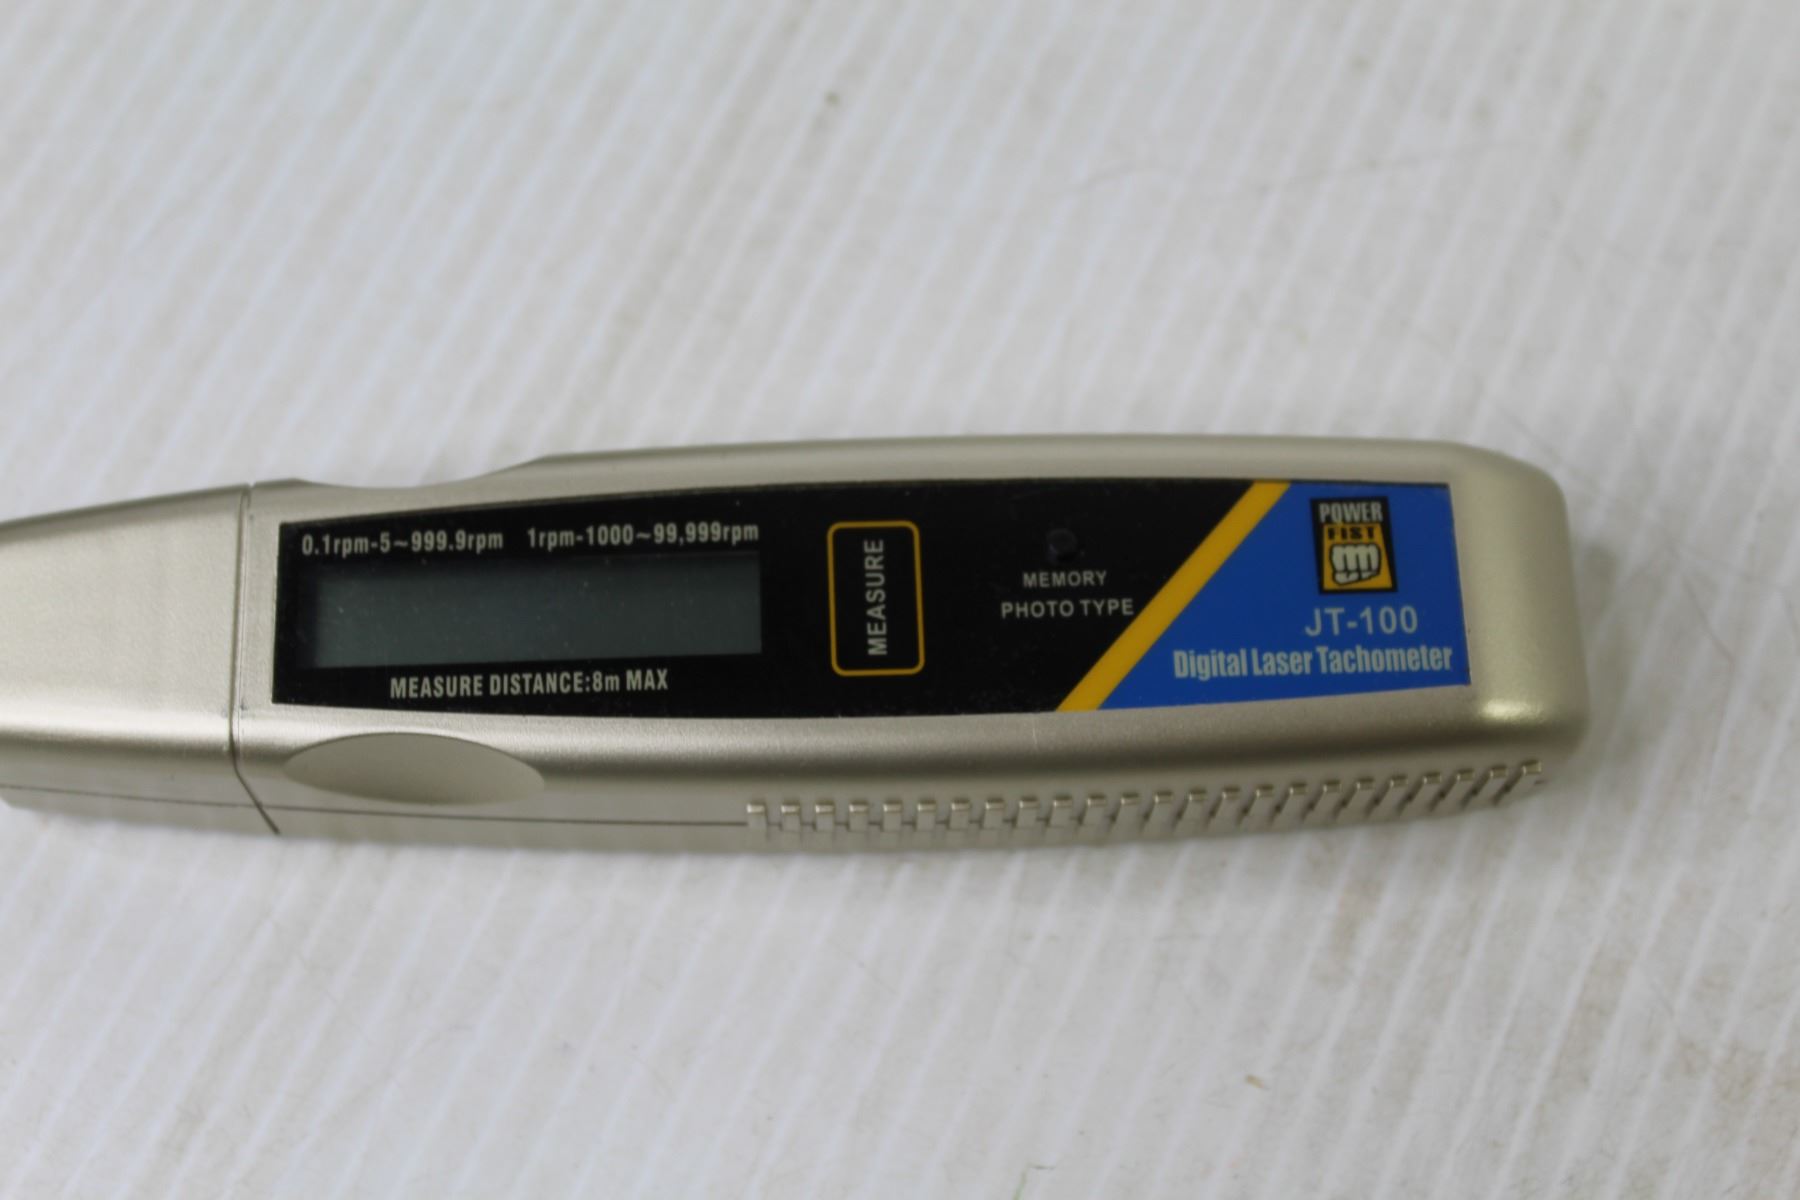 0.1rpm-5~999.9rpm 1rpm-1000~99,999rpm
MEASURE DISTANCE:8m MAX
MEASURE
MEMORY
PHOTO TYPE
POWER
FIST
JT-100
Digital Laser Tachometer